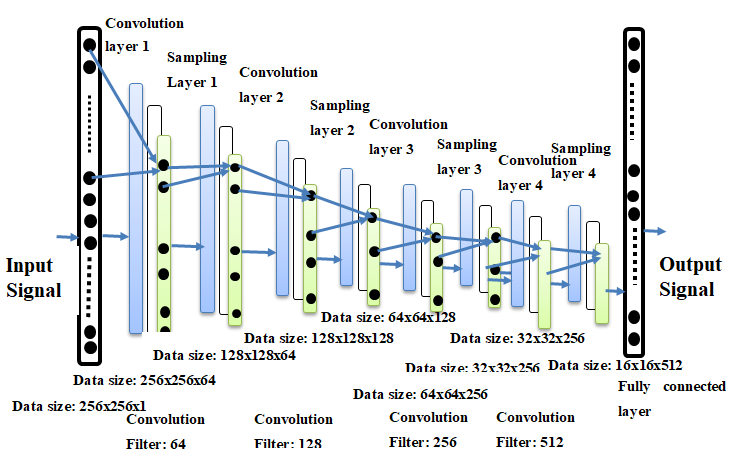 Convolution
layer 1
Sampling
Layer 1
Convolution
layer 2
Sampling
layer 2
Convolution
layer 3
Sampling
layer 3
Convolution
layer 4
Sampling
layer 4
Input
Signal
Output
Signal
Data size: 256x256x1
Data size: 256x256x64
Data size: 128x128x64
Data size: 128x128x128
Data size: 64x64x128
Data size: 64x64x256
Data size: 32x32x256
Data size: 32x32x256
Data size: 16x16x512
Fully connected
layer
Convolution
Filter: 64
Convolution
Filter: 128
Convolution
Filter: 256
Convolution
Filter: 512